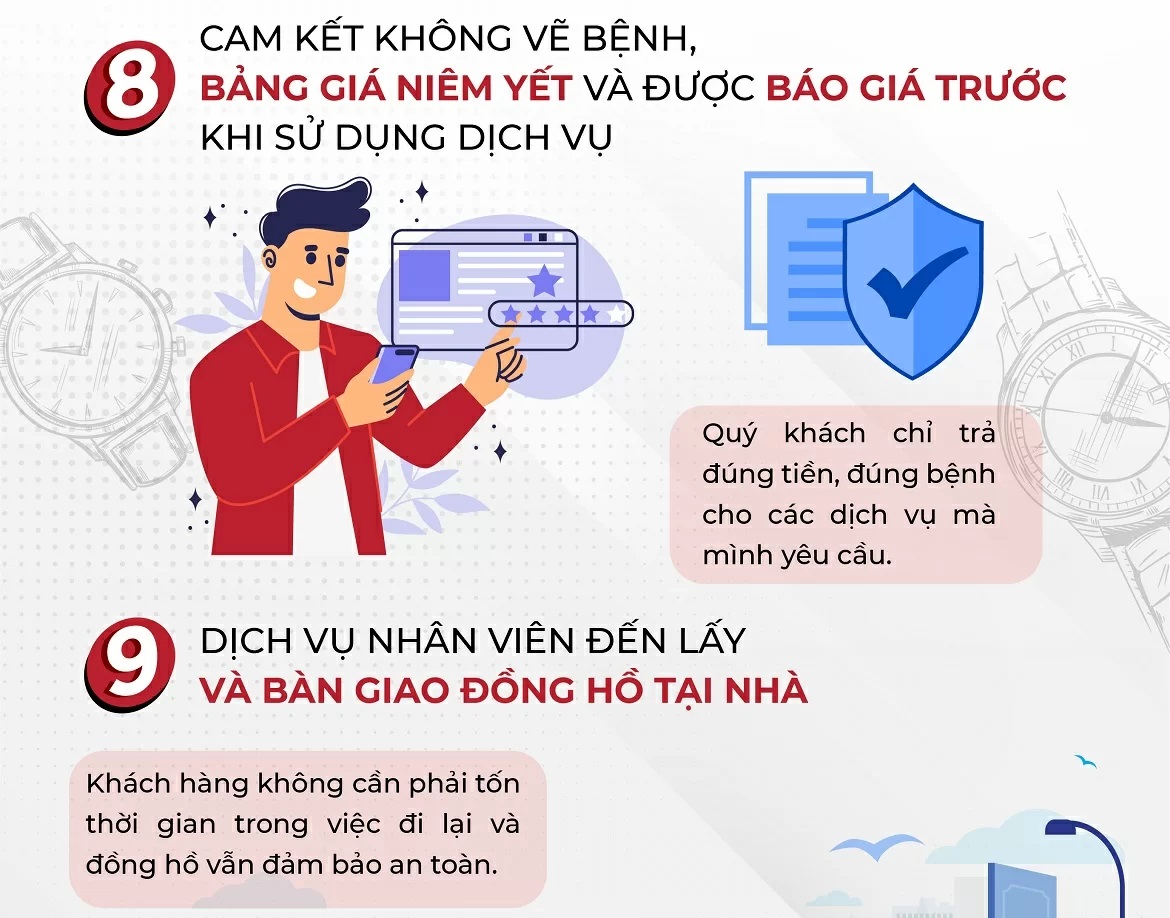 8
CAM KẾT KHÔNG VẼ BỆNH,
BẢNG GIÁ NIÊM YẾT VÀ ĐƯỢC BÁO GIÁ TRƯỚC
KHI SỬ DỤNG DỊCH VỤ
Quý khách chỉ trả
đúng tiền, đúng bệnh
cho các dịch vụ mà
mình yêu cầu.
9
DỊCH VỤ NHÂN VIÊN ĐẾN LẤY
VÀ BÀN GIAO ĐỒNG HỒ TẠI NHÀ
Khách hàng không cần phải tốn
thời gian trong việc đi lại và
đồng hồ vẫn đảm bảo an toàn.